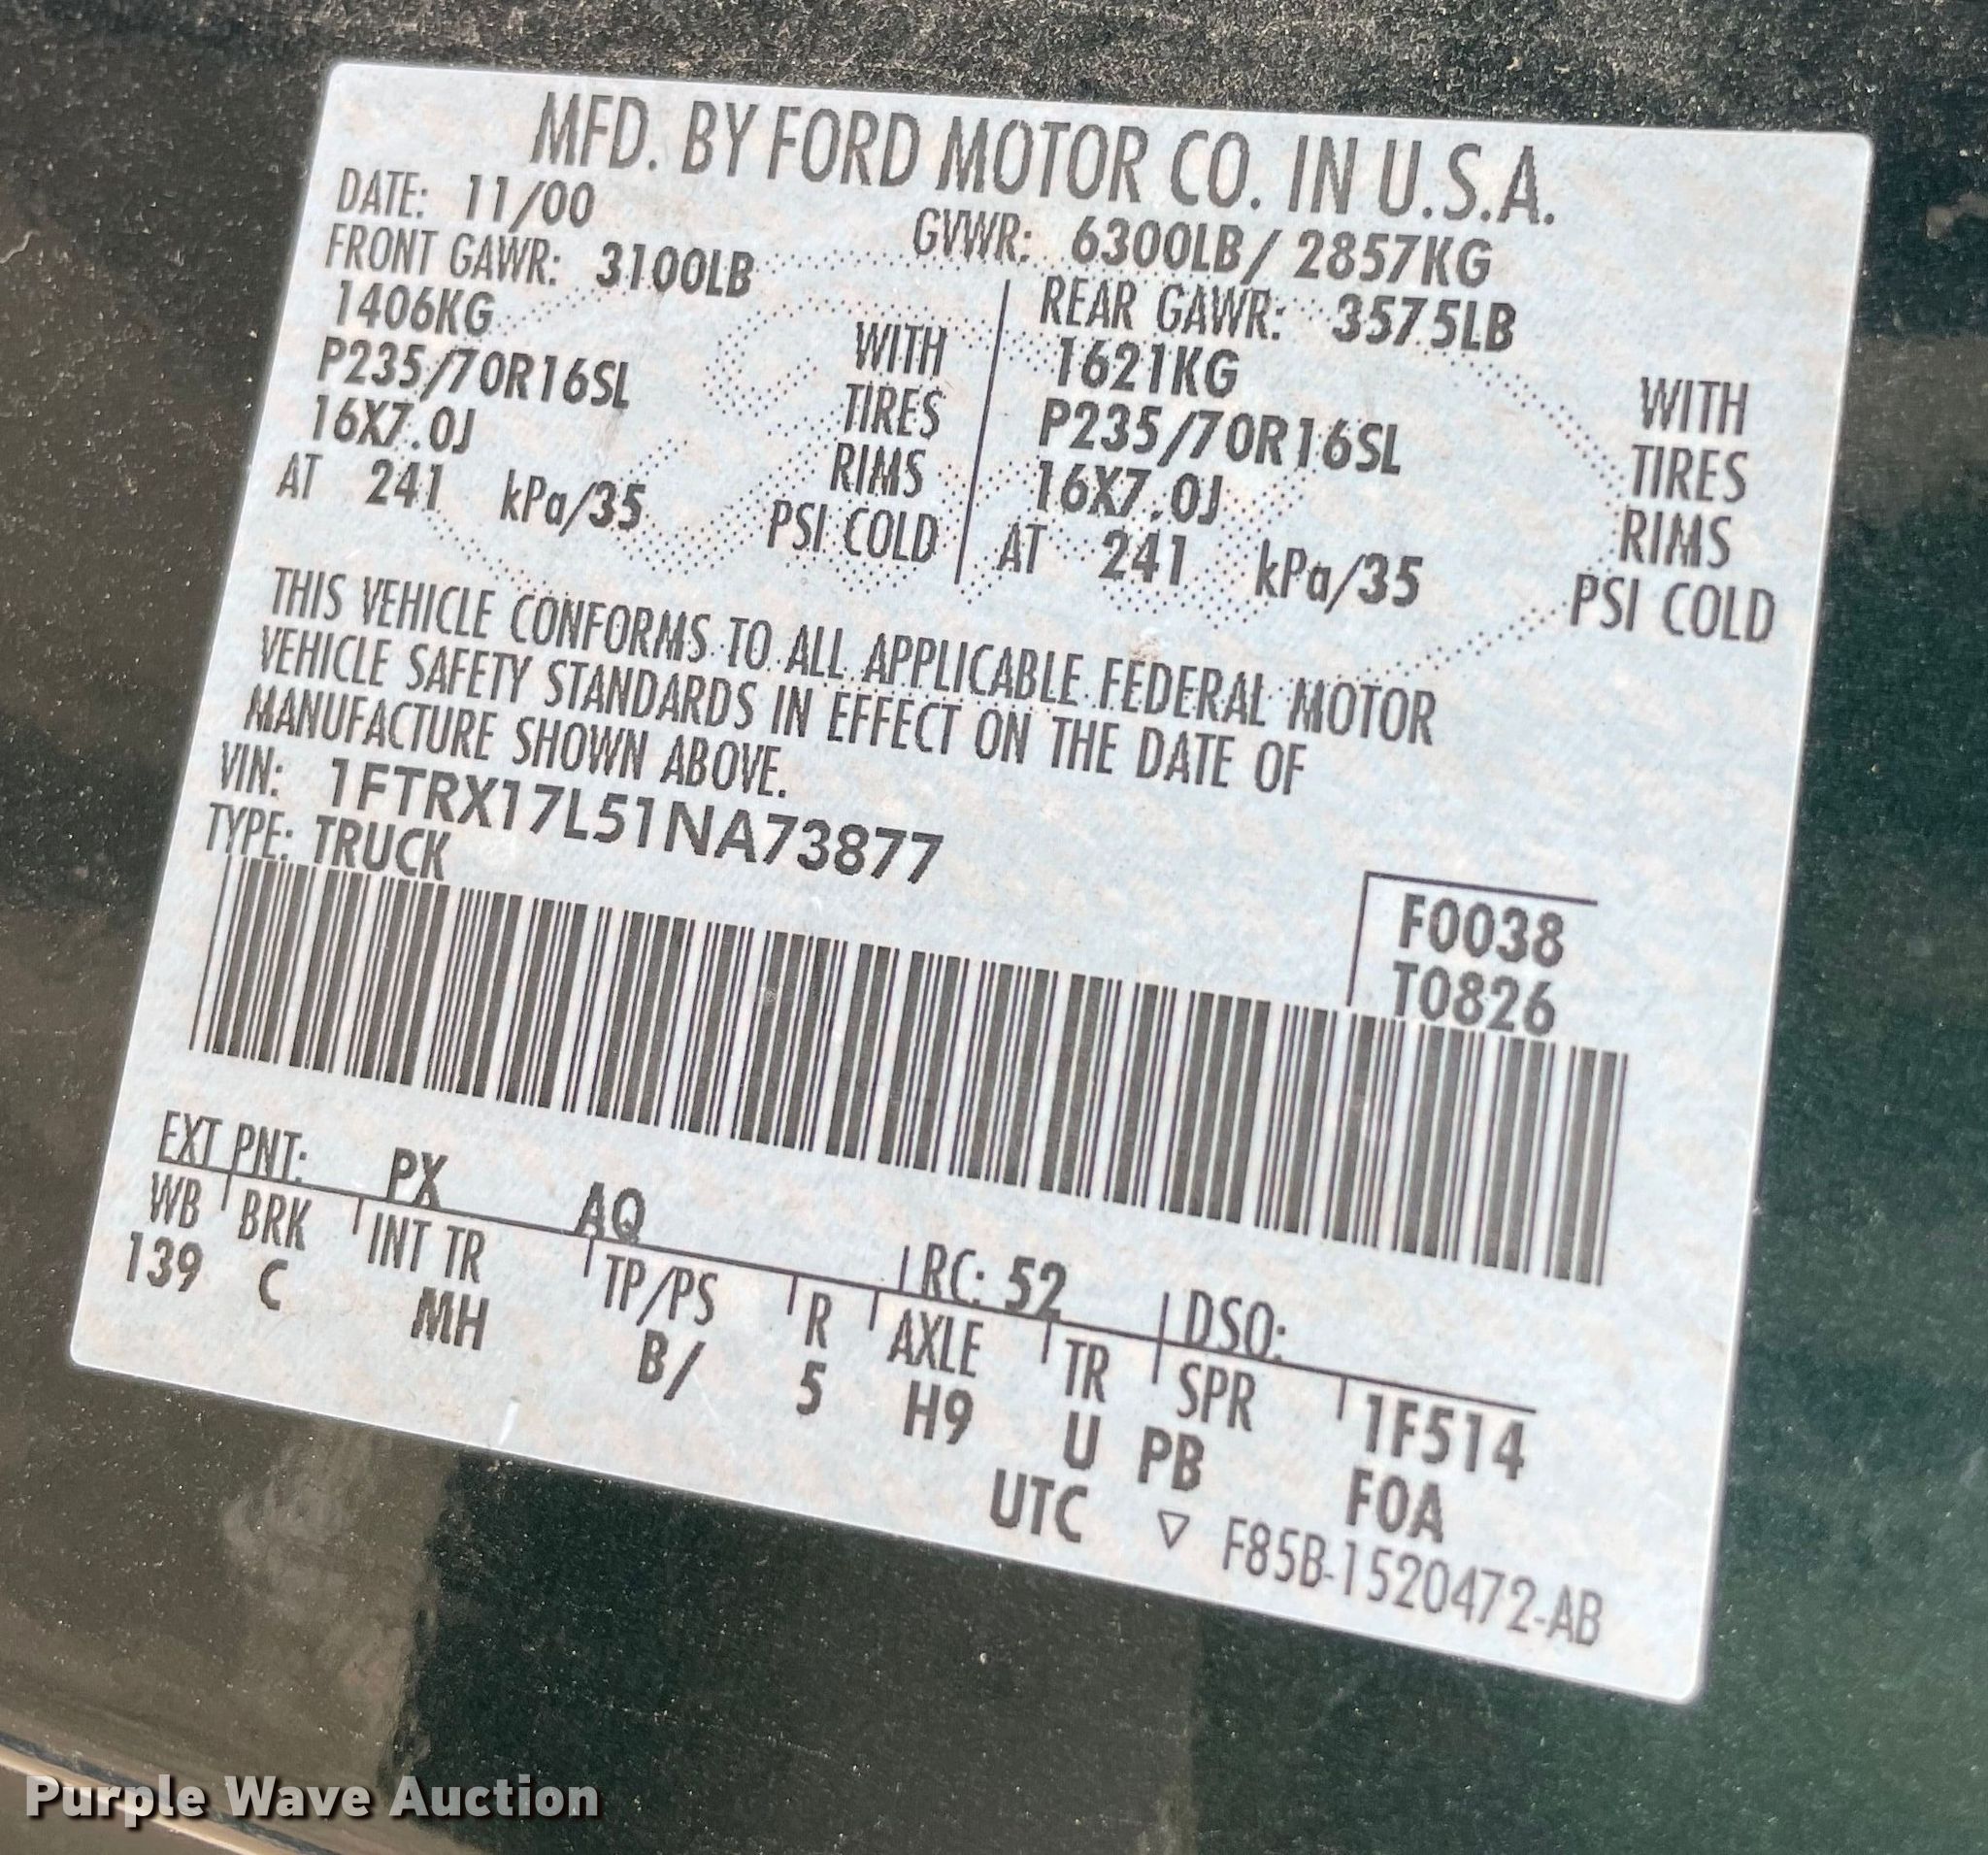 MFD. BY FORD MOTOR CO. IN U.S.A.
DATE: 11/00 GVWR: 6300LB/ 2857KG
FRONT GAWR: 3100LB REAR GAWR: 3575LB
1406KG WITH 1621KG WITH
P235/70R16SL TIRES P235/70R16SL TIRES
16X7.0J RIMS 16X7.0J RIMS
AT 241 kPa/35 PSI COLD AT 241 kPa/35 PSI COLD
THIS VEHICLE CONFORMS TO ALL APPLICABLE FEDERAL MOTOR
VEHICLE SAFETY STANDARDS IN EFFECT ON THE DATE OF
MANUFACTURE SHOWN ABOVE.
VIN: 1FTRX17L51NA73877
TYPE: TRUCK
F0038
T0826
EXT PNT: PX AQ RC: 52 DSO:
WB BRK INT TR TP/PS R AXLE TR SPR 1F514
139 C MH B/ 5 H9 U PB FOA
UTC ▽ F85B-1520472-AB
Purple Wave Auction